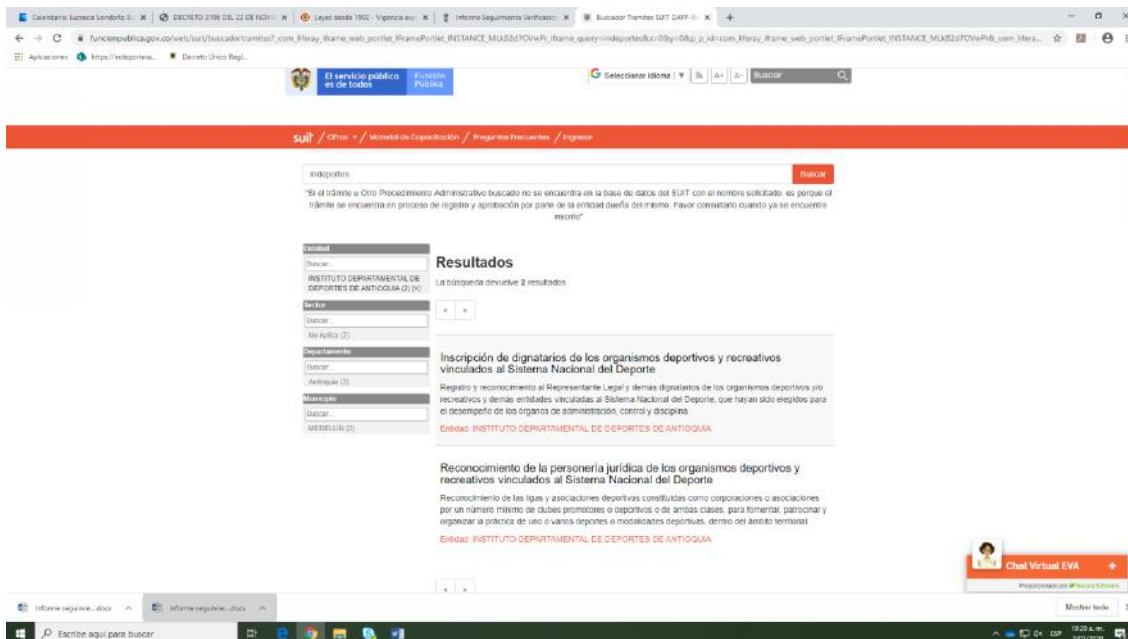 Calendario: Lucrecia Londoño
DECRETO 2106 DEL 22 DE NOV
Leyes desde 1992 - Vigencia
Informe Seguimiento Verificacion
Buscador Tramites SUIT DAFP
Aplicaciones
Decreto Único Regl...
El servicio público
es de todos
Función
Pública
Seleccionar idioma ▼
A+
A-
Buscar
suit / Cifras / Material de Capacitación / Preguntas Frecuentes / Ingresar
indeportes
Buscar
"Si el trámite u Otro Procedimiento Administrativo buscado no se encuentra en la base de datos del SUIT con el nombre solicitado, es porque el
trámite se encuentra en proceso de registro y aprobación por parte de la entidad dueña del mismo. Favor consultarlo cuando ya se encuentre
inscrito"
Entidad
Buscar...
INSTITUTO DEPARTAMENTAL DE
DEPORTES DE ANTIOQUIA (2) [X]
Sector
Buscar...
No Aplica (2)
Departamento
Buscar...
Antioquia (2)
Municipio
Buscar...
MEDELLÍN (2)
Resultados
La búsqueda devuelve 2 resultados
« »
Inscripción de dignatarios de los organismos deportivos y recreativos
vinculados al Sistema Nacional del Deporte
Registro y reconocimiento al Representante Legal y demás dignatarios de los organismos deportivos y/o
recreativos y demás entidades vinculadas al Sistema Nacional del Deporte, que hayan sido elegidos para
el desempeño de los órganos de administración, control y disciplina.
Entidad: INSTITUTO DEPARTAMENTAL DE DEPORTES DE ANTIOQUIA
Reconocimiento de la personería jurídica de los organismos deportivos y
recreativos vinculados al Sistema Nacional del Deporte
Reconocimiento de las ligas y asociaciones deportivas constituidas como corporaciones o asociaciones
por un número mínimo de clubes promotores o deportivos o de ambas clases, para fomentar, patrocinar y
organizar la práctica de uno o varios deportes o modalidades deportivas, dentro del ámbito territorial.
Entidad: INSTITUTO DEPARTAMENTAL DE DEPORTES DE ANTIOQUIA
« »
Chat Virtual EVA +
Informe seguimie....docx
Informe seguimie....docx
Mostrar todo
Escribe aquí para buscar
ESP
10:20 a. m.